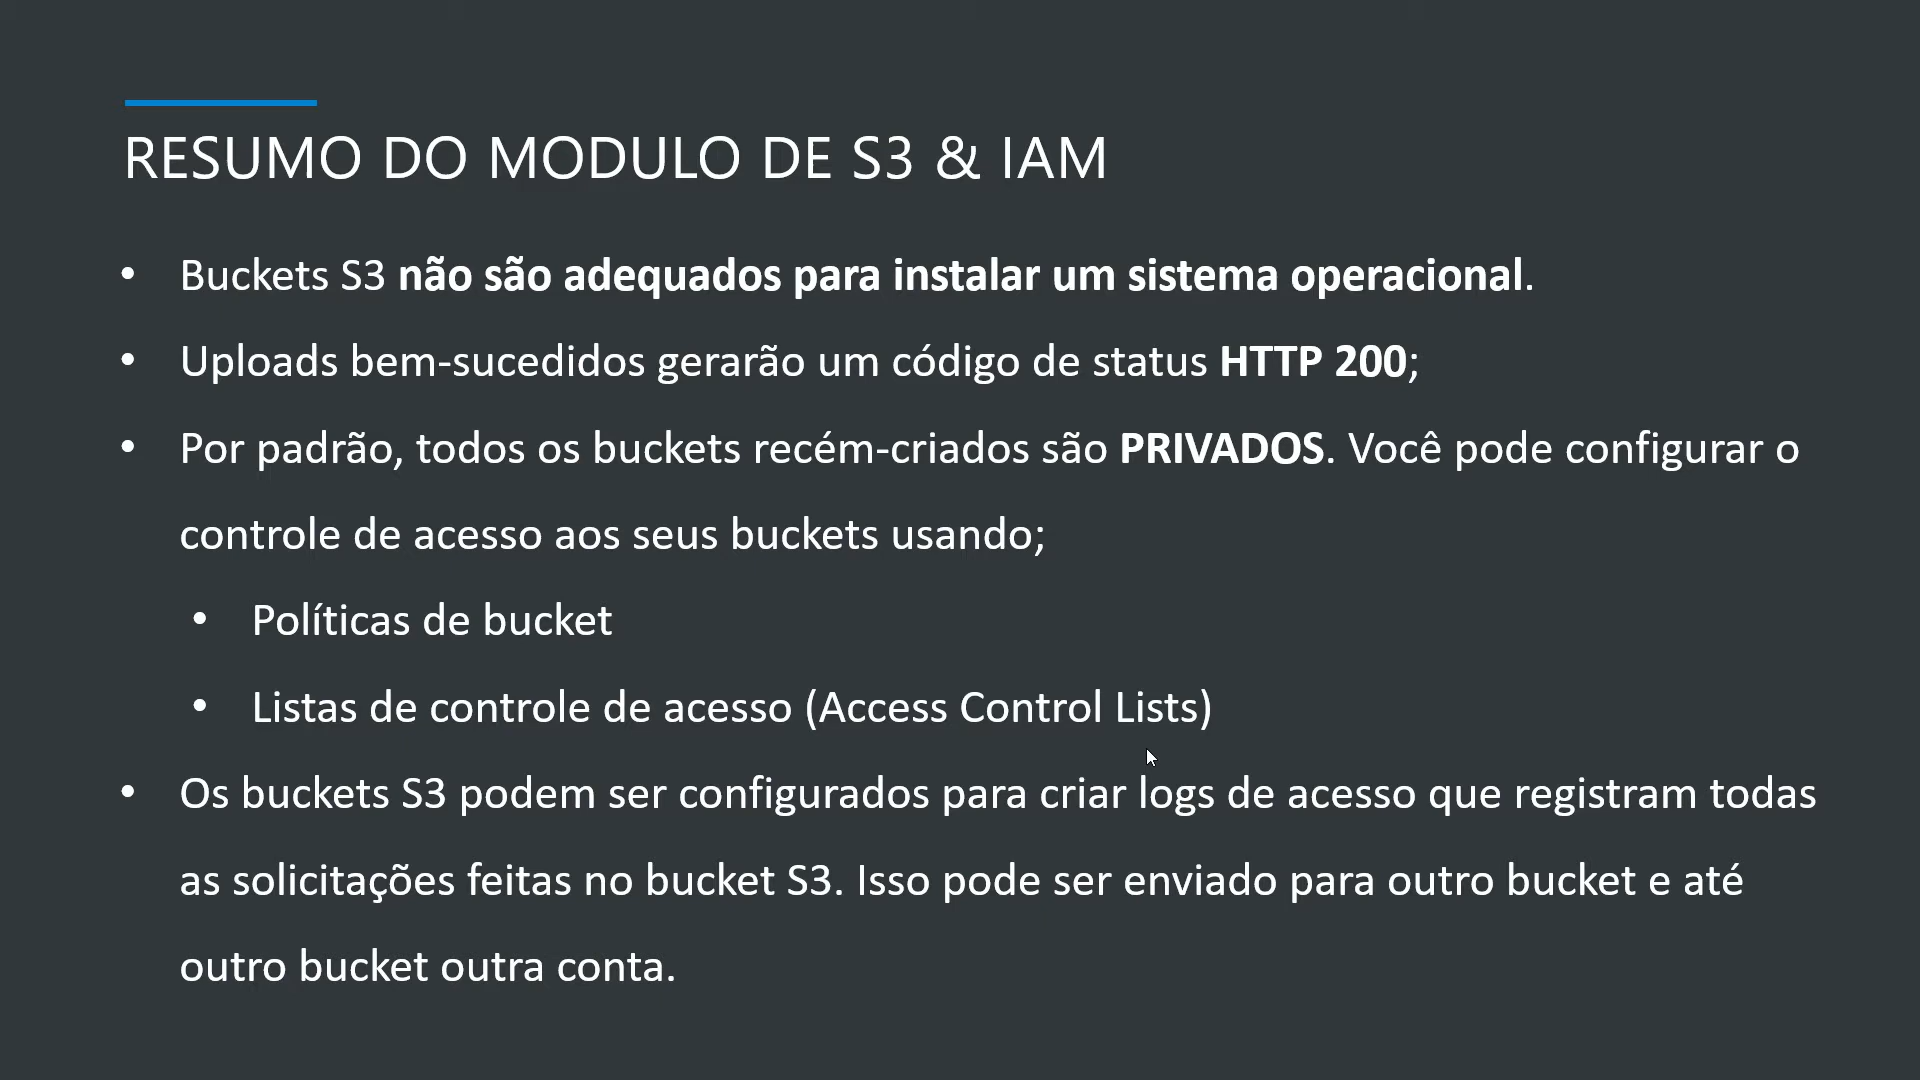 RESUMO DO MODULO DE S3 & IAM
• Buckets S3 não são adequados para instalar um sistema operacional.
• Uploads bem-sucedidos gerarão um código de status HTTP 200;
• Por padrão, todos os buckets recém-criados são PRIVADOS. Você pode configurar o
controle de acesso aos seus buckets usando;
• Políticas de bucket
• Listas de controle de acesso (Access Control Lists)
• Os buckets S3 podem ser configurados para criar logs de acesso que registram todas
as solicitações feitas no bucket S3. Isso pode ser enviado para outro bucket e até
outro bucket outra conta.